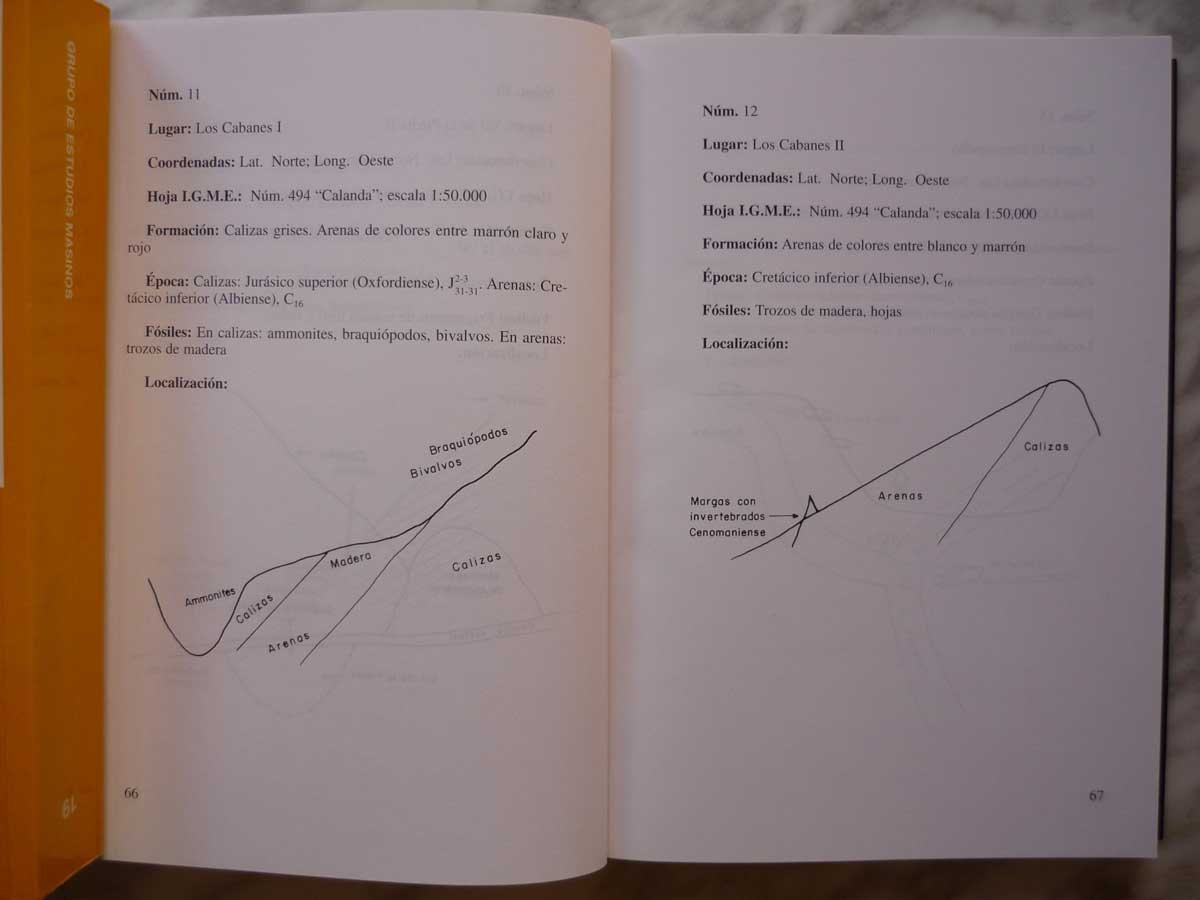 GRUPO DE ESTUDIOS MASINOS
19
Núm. 11
Lugar: Los Cabanes I
Coordenadas: Lat. Norte; Long. Oeste
Hoja I.G.M.E.: Núm. 494 “Calanda”; escala 1:50.000
Formación: Calizas grises. Arenas de colores entre marrón claro y
rojo
Época: Calizas: Jurásico superior (Oxfordiense), J2-3 31-31. Arenas: Cre-
tácico inferior (Albiense), C16
Fósiles: En calizas: ammonites, braquiópodos, bivalvos. En arenas:
trozos de madera
Localización:
Braquiópodos
Bivalvos
Madera
Calizas
Ammonites
Calizas
Arenas
66
Núm. 12
Lugar: Los Cabanes II
Coordenadas: Lat. Norte; Long. Oeste
Hoja I.G.M.E.: Núm. 494 “Calanda”; escala 1:50.000
Formación: Arenas de colores entre blanco y marrón
Época: Cretácico inferior (Albiense), C16
Fósiles: Trozos de madera, hojas
Localización:
Calizas
Arenas
Margas con
invertebrados
Cenomaniense
67